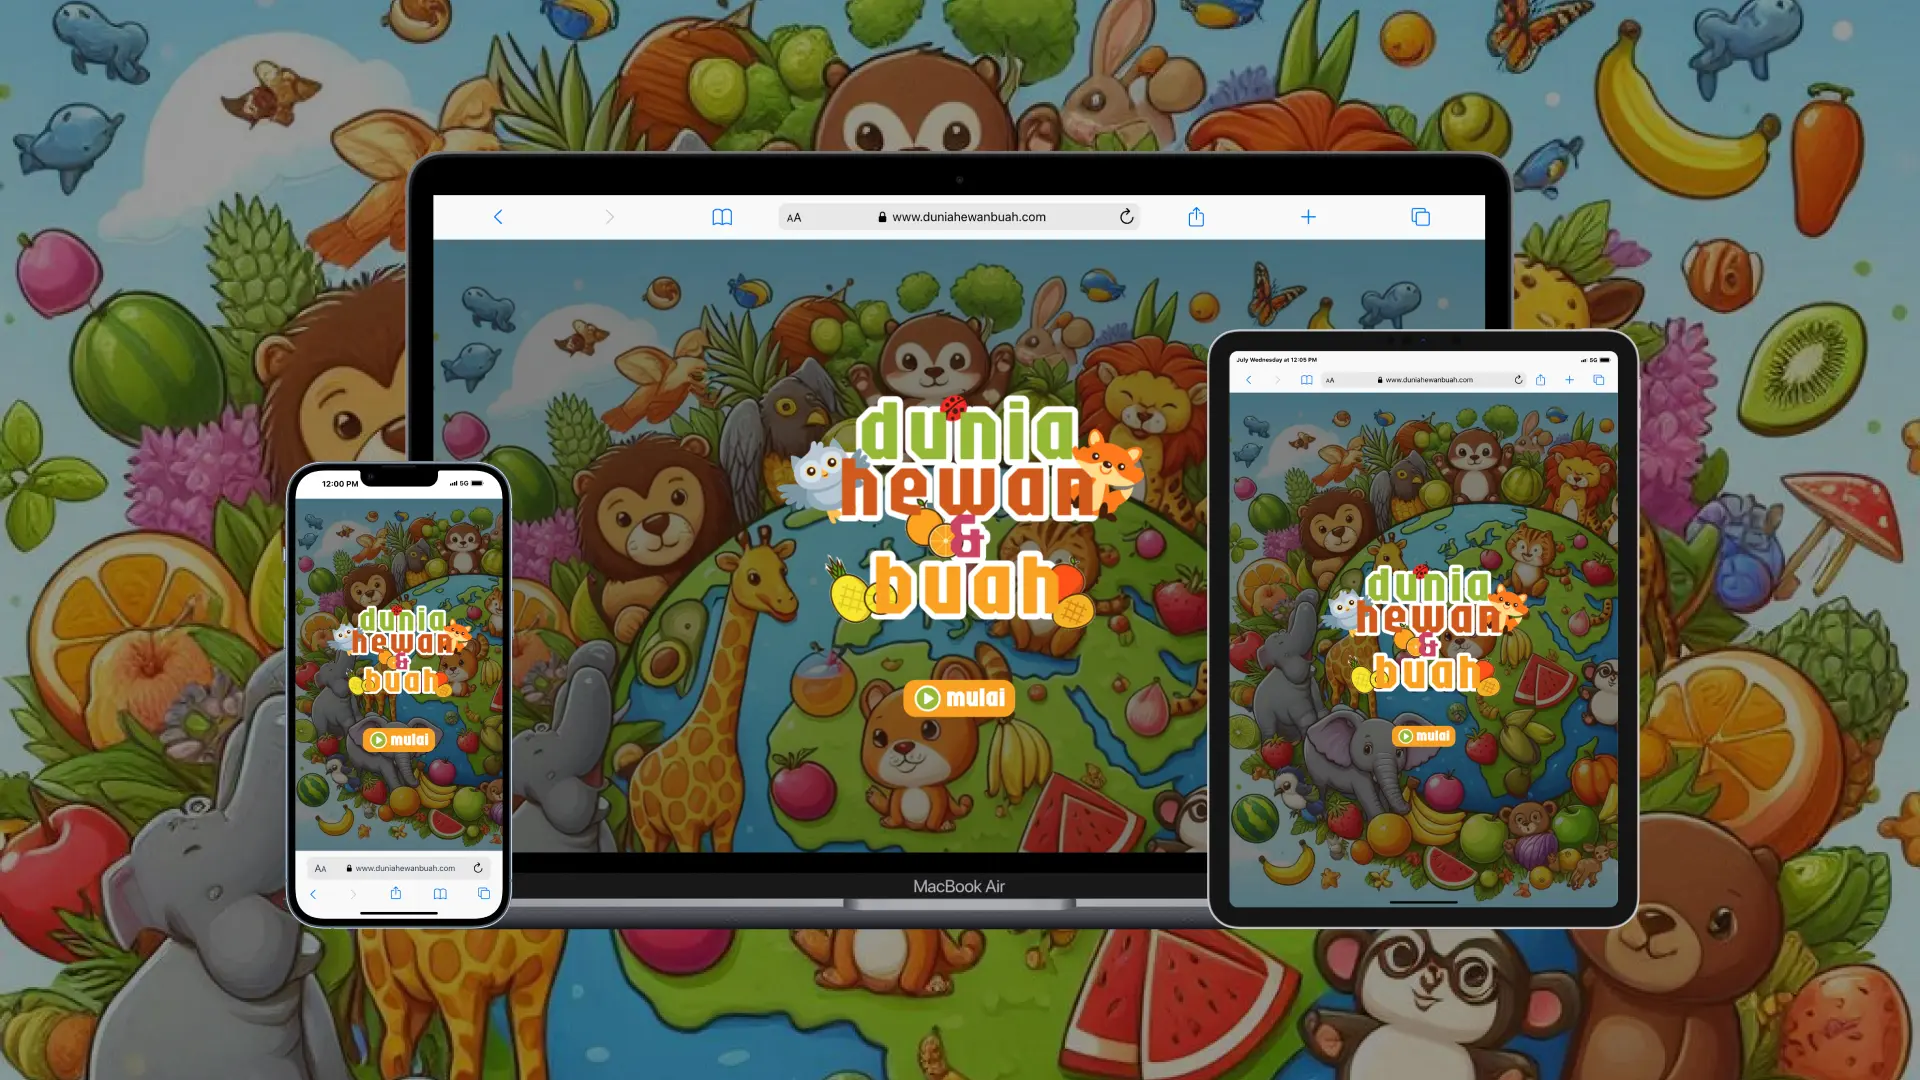 AA www.duniahewanbuah.com
dunia
hewan
&
buah
mulai
MacBook Air
12:00 PM 5G
dunia
hewan
&
buah
mulai
AA www.duniahewanbuah.com
July Wednesday at 12:05 PM 5G
AA www.duniahewanbuah.com
dunia
hewan
&
buah
mulai